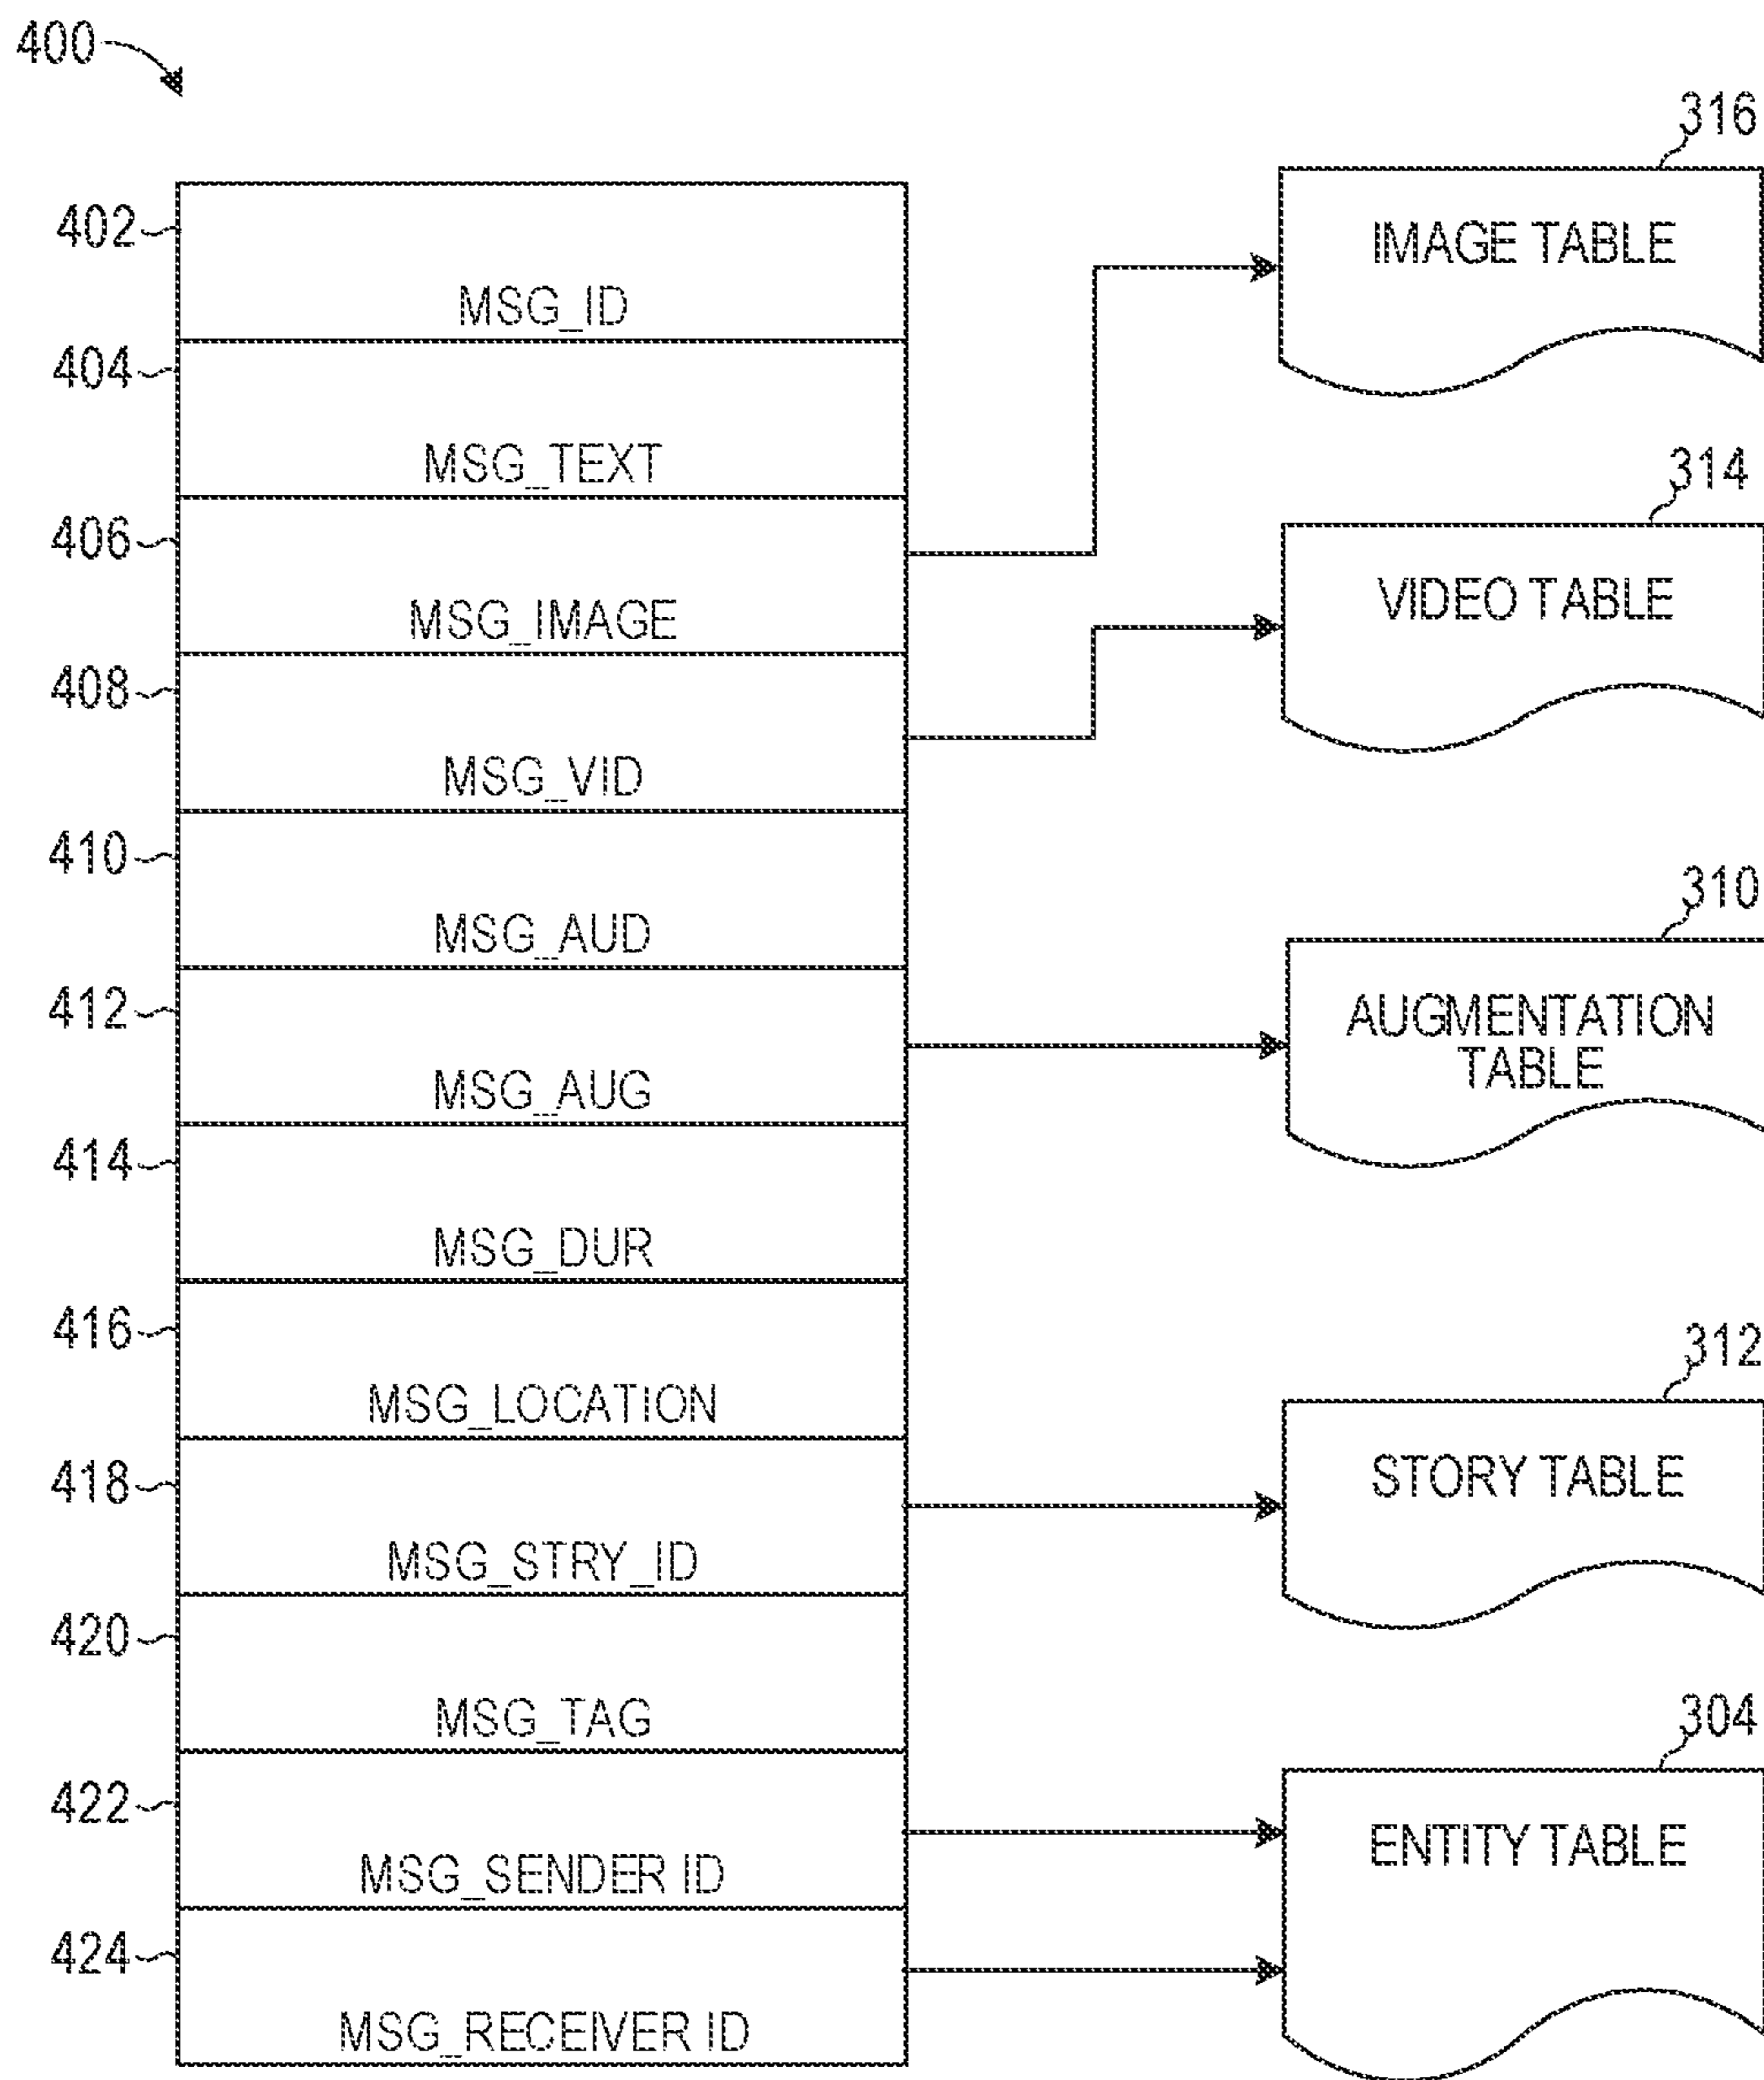 400
402
MSG_ID
404
MSG_TEXT
406
MSG_IMAGE
408
MSG_VID
410
MSG_AUD
412
MSG_AUG
414
MSG_DUR
416
MSG_LOCATION
418
MSG_STRY_ID
420
MSG_TAG
422
MSG_SENDER ID
424
MSG_RECEIVER ID
316
IMAGE TABLE
314
VIDEO TABLE
310
AUGMENTATION
TABLE
312
STORY TABLE
304
ENTITY TABLE